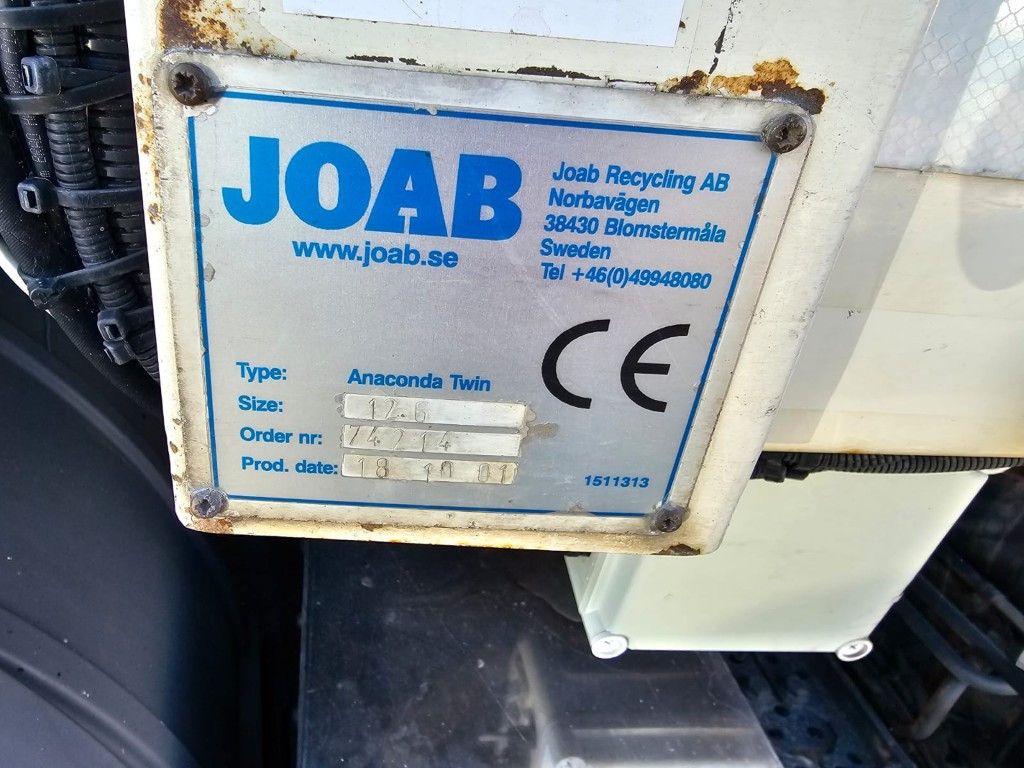 JOAB
www.joab.se
Joab Recycling AB
Norbavägen
38430 Blomstermåla
Sweden
Tel +46(0)49948080
CE
Type: Anaconda Twin
Size: 12.6
Order nr: 74214
Prod. date: 18 10 01
1511313